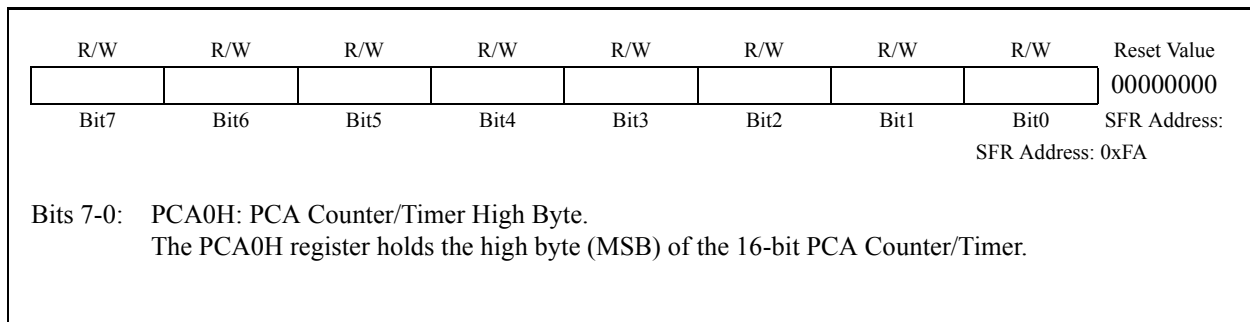 R/W R/W R/W R/W R/W R/W R/W R/W Reset Value
00000000
Bit7 Bit6 Bit5 Bit4 Bit3 Bit2 Bit1 Bit0 SFR Address:
SFR Address: 0xFA
Bits 7-0: PCA0H: PCA Counter/Timer High Byte.
The PCA0H register holds the high byte (MSB) of the 16-bit PCA Counter/Timer.